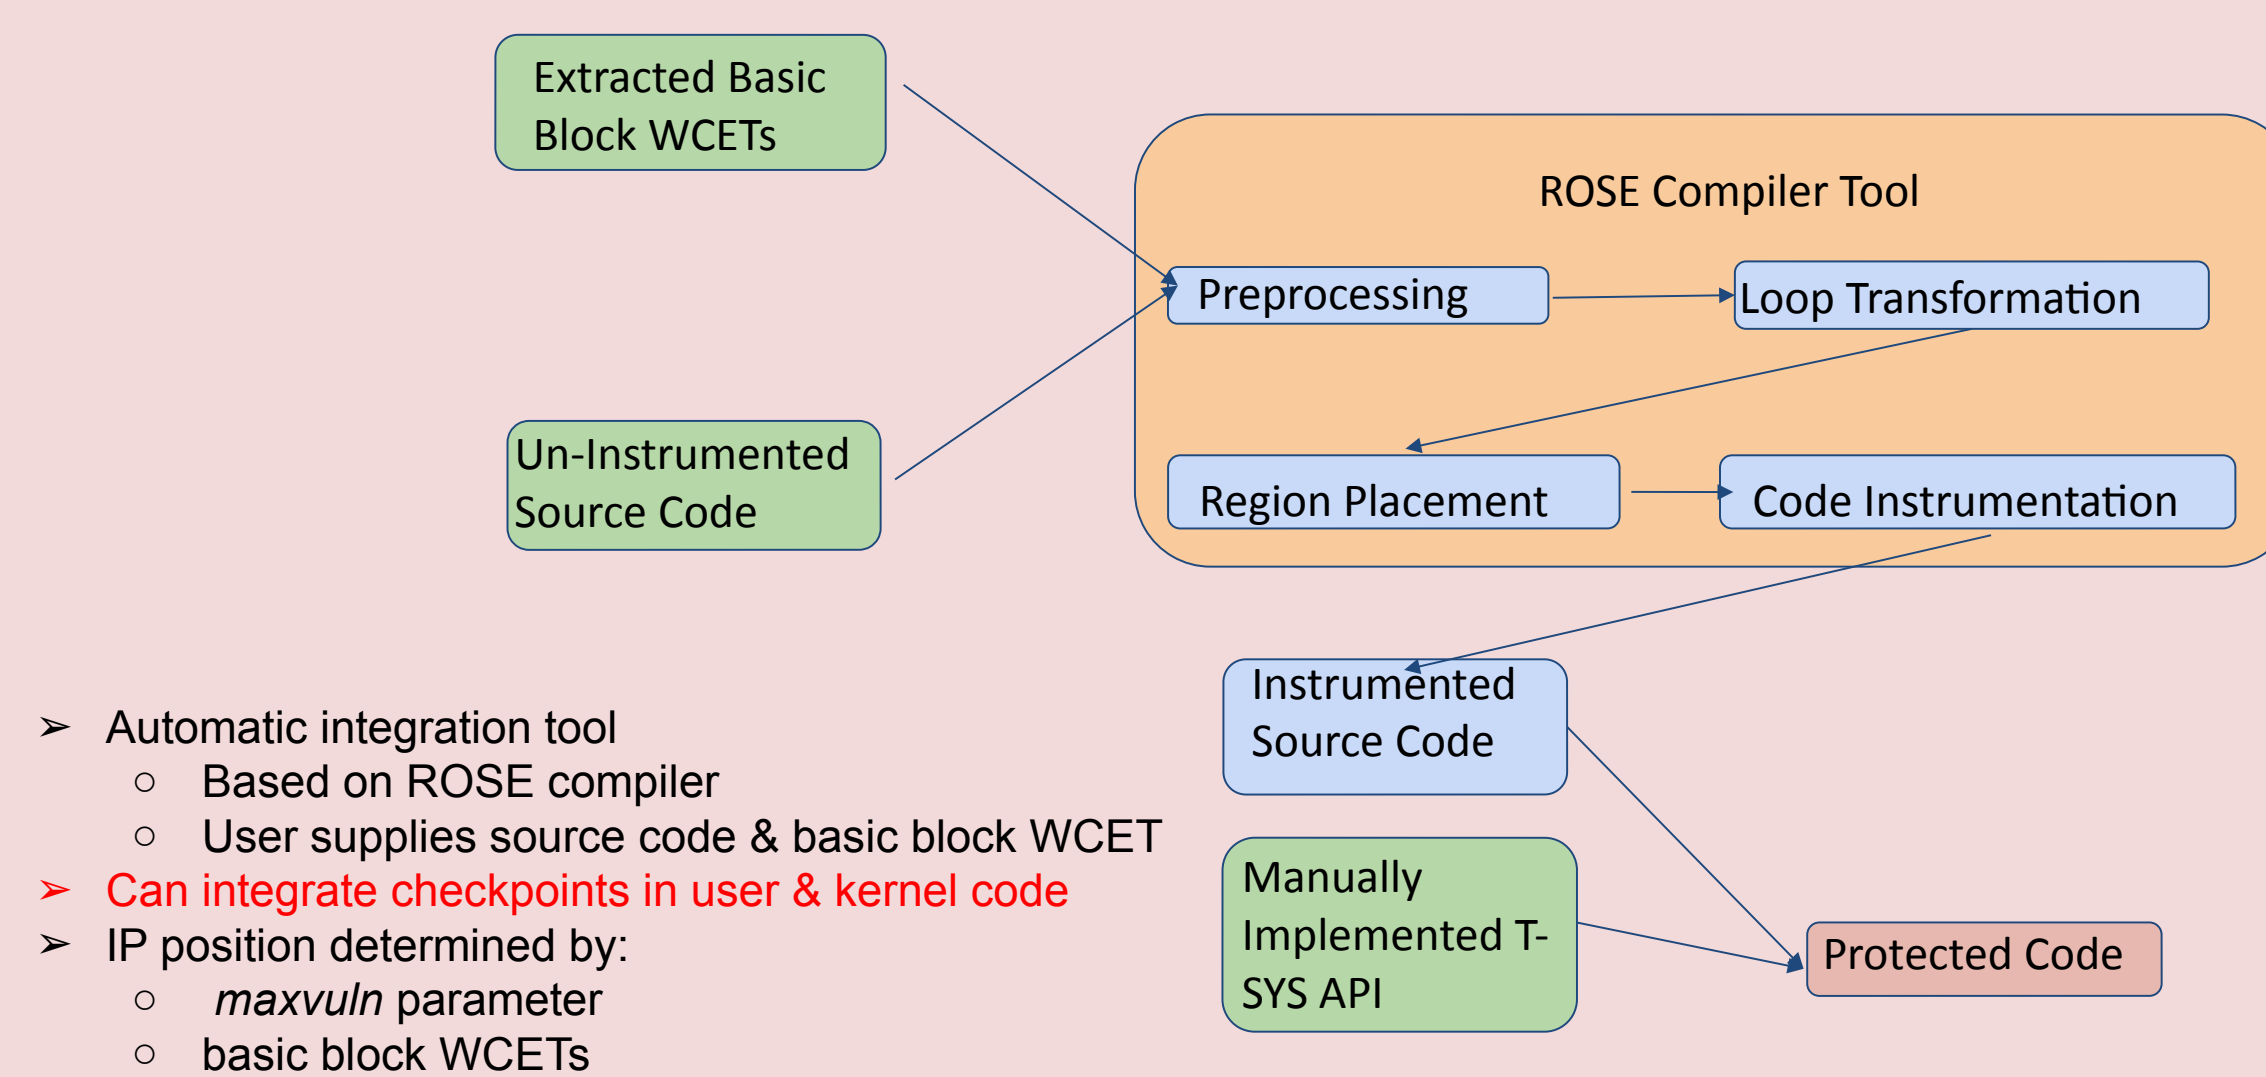 Extracted Basic
Block WCETs
ROSE Compiler Tool
Preprocessing
Loop Transformation
Un-Instrumented
Source Code
Region Placement
Code Instrumentation
Instrumented
Source Code
Manually
Implemented T-
SYS API
Protected Code
➢ Automatic integration tool
○ Based on ROSE compiler
○ User supplies source code & basic block WCET
➢ Can integrate checkpoints in user & kernel code
➢ IP position determined by:
○ maxvuln parameter
○ basic block WCETs